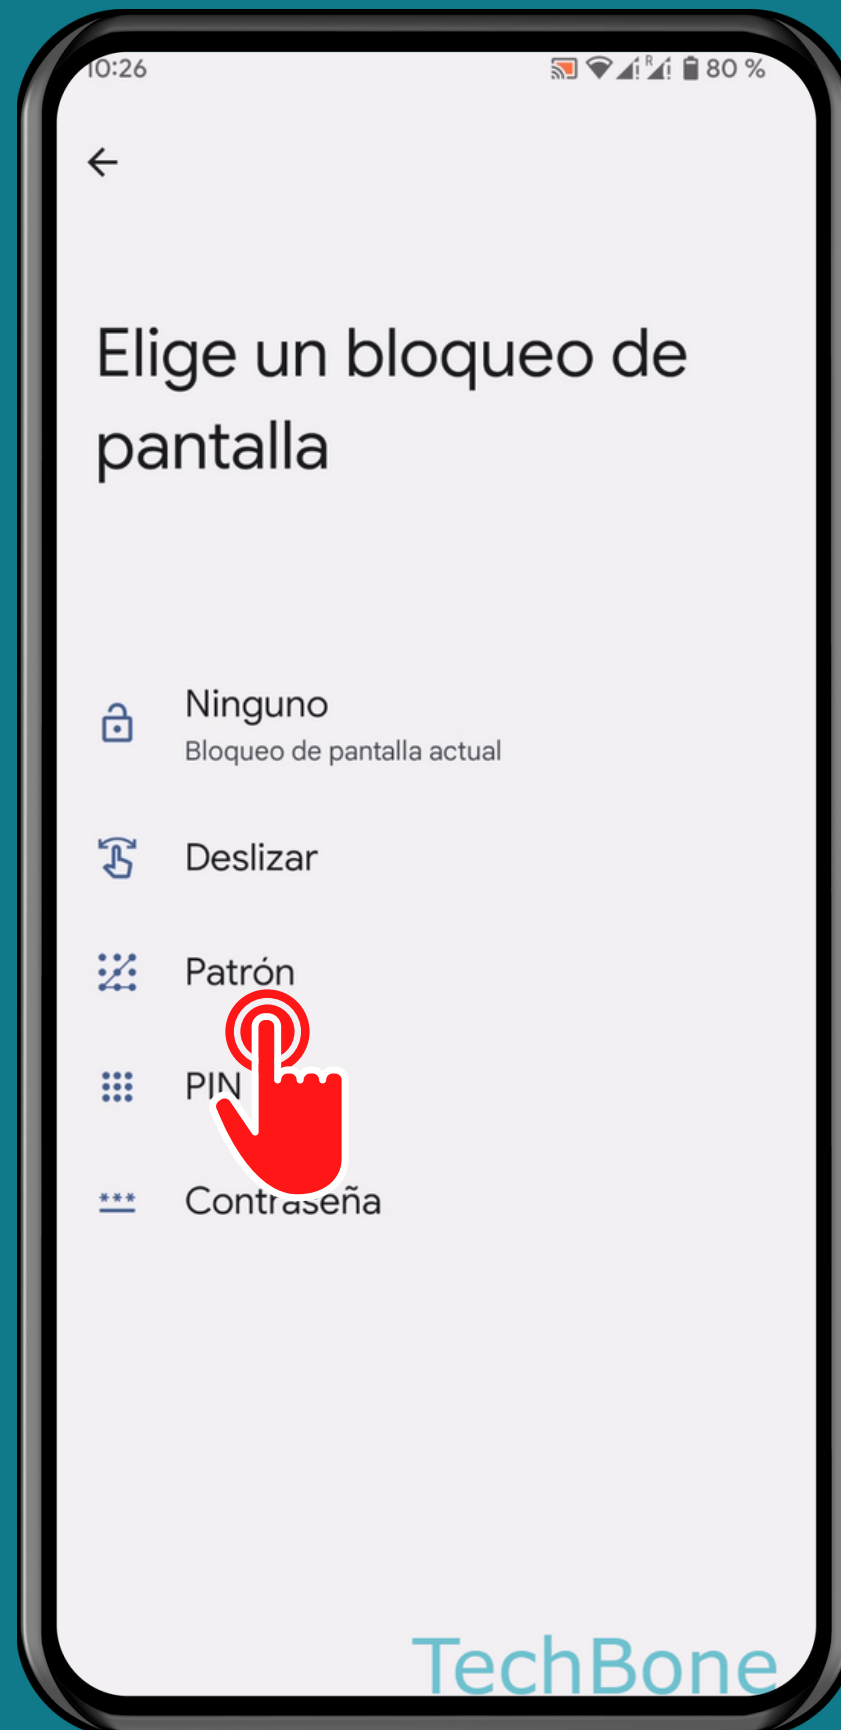 10:26
R
80 %
Elige un bloqueo de
pantalla
Ninguno
Bloqueo de pantalla actual
Deslizar
Patrón
PIN
***
Contraseña
TechBone